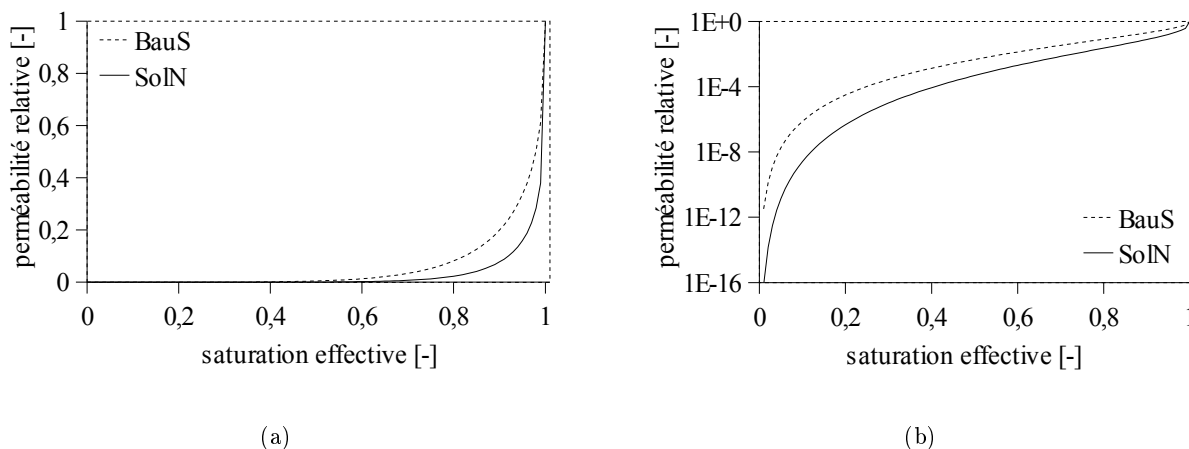 1
0,8
0,6
0,4
0,2
0
perméabilité relative [-]
BauS
SolN
0
0,2
0,4
0,6
0,8
1
saturation effective [-]
(a)
1E+0
1E-4
1E-8
1E-12
1E-16
perméabilité relative [-]
BauS
SolN
0
0,2
0,4
0,6
0,8
1
saturation effective [-]
(b)